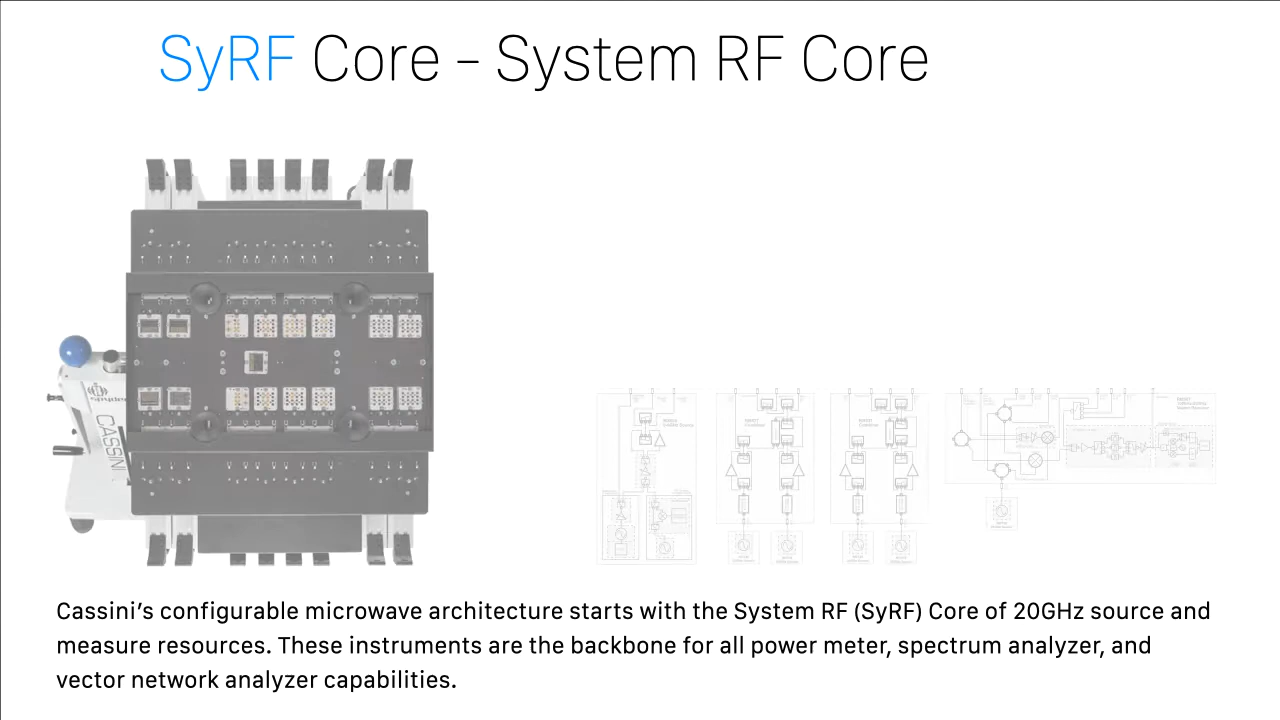 SyRF Core – System RF Core
spyder
CASSINI
Cassini's configurable microwave architecture starts with the System RF (SyRF) Core of 20GHz source and
measure resources. These instruments are the backbone for all power meter, spectrum analyzer, and
vector network analyzer capabilities.